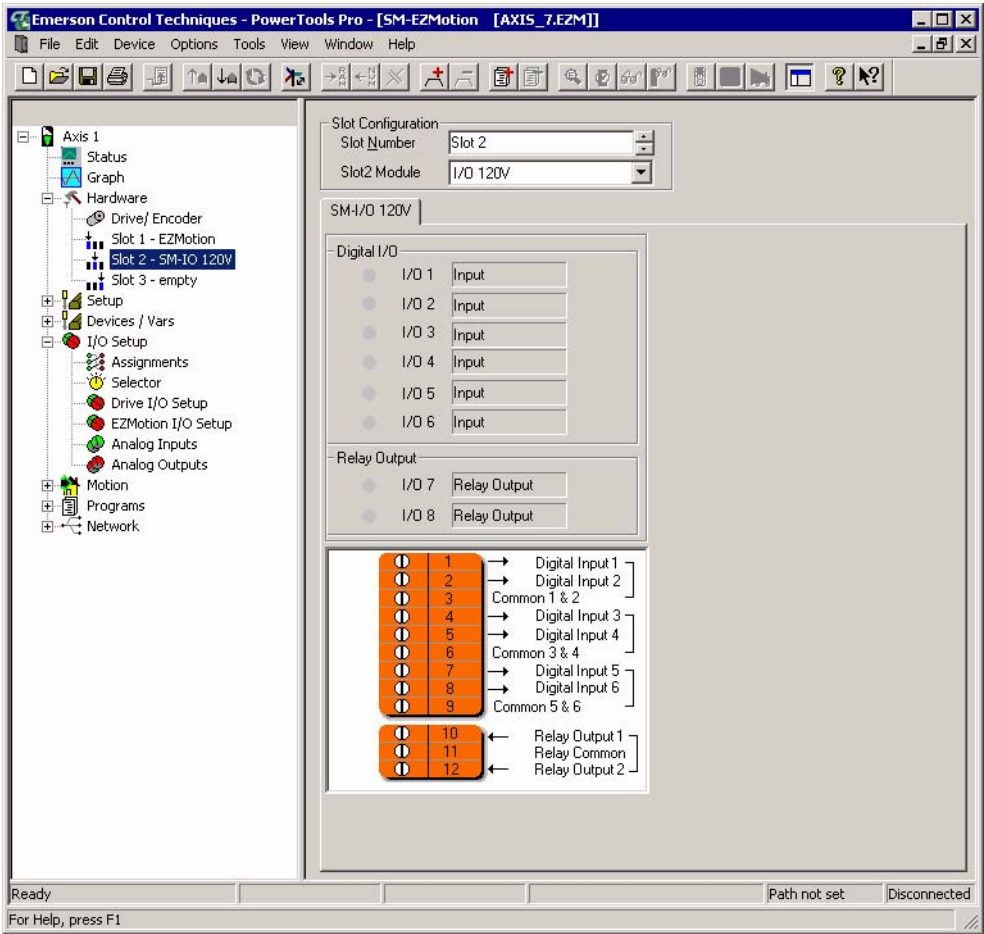 Emerson Control Techniques - PowerTools Pro - [SM-EZMotion [AXIS_7.EZM]]
File Edit Device Options Tools View Window Help
Axis 1
Status
Graph
Hardware
Drive/ Encoder
Slot 1 - EZMotion
Slot 2 - SM-IO 120V
Slot 3 - empty
Setup
Devices / Vars
I/O Setup
Assignments
Selector
Drive I/O Setup
EZMotion I/O Setup
Analog Inputs
Analog Outputs
Motion
Programs
Network
Slot Configuration
Slot Number Slot 2
Slot2 Module I/O 120V
SM-I/O 120V
Digital I/O
I/O 1 Input
I/O 2 Input
I/O 3 Input
I/O 4 Input
I/O 5 Input
I/O 6 Input
Relay Output
I/O 7 Relay Output
I/O 8 Relay Output
1 Digital Input 1
2 Digital Input 2
3 Common 1 & 2
4 Digital Input 3
5 Digital Input 4
6 Common 3 & 4
7 Digital Input 5
8 Digital Input 6
9 Common 5 & 6
10 Relay Output 1
11 Relay Common
12 Relay Output 2
Ready Path not set Disconnected
For Help, press F1